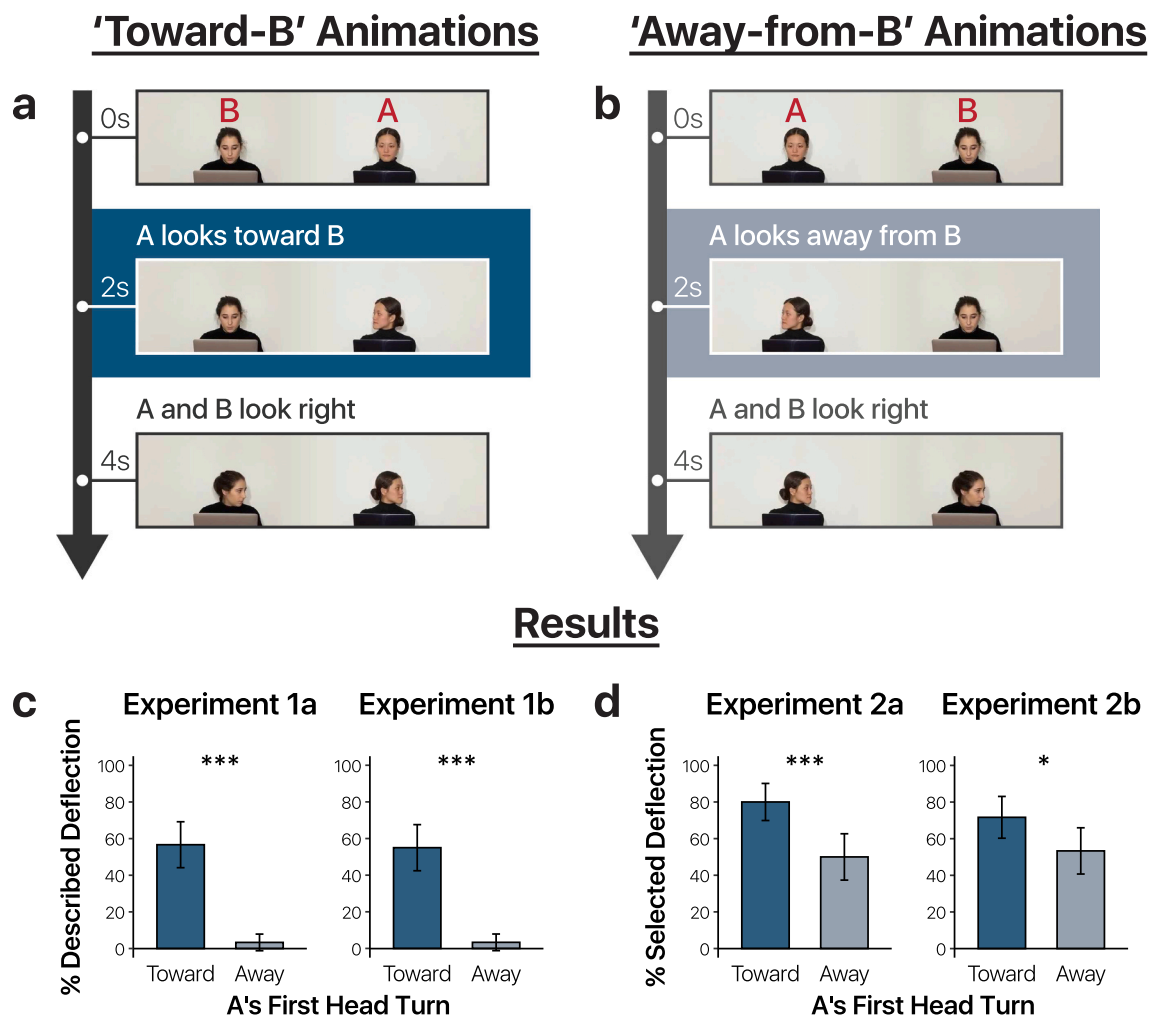 ‘Toward-B’ Animations
a
0s
B
A
A looks toward B
2s
A and B look right
4s
‘Away-from-B’ Animations
b
0s
A
B
A looks away from B
2s
A and B look right
4s
Results
c
Experiment 1a
Experiment 1b
% Described Deflection
***
100
80
60
40
20
0
Toward
Away
***
100
80
60
40
20
0
Toward
Away
A's First Head Turn
d
Experiment 2a
Experiment 2b
% Selected Deflection
***
100
80
60
40
20
0
Toward
Away
*
100
80
60
40
20
0
Toward
Away
A's First Head Turn